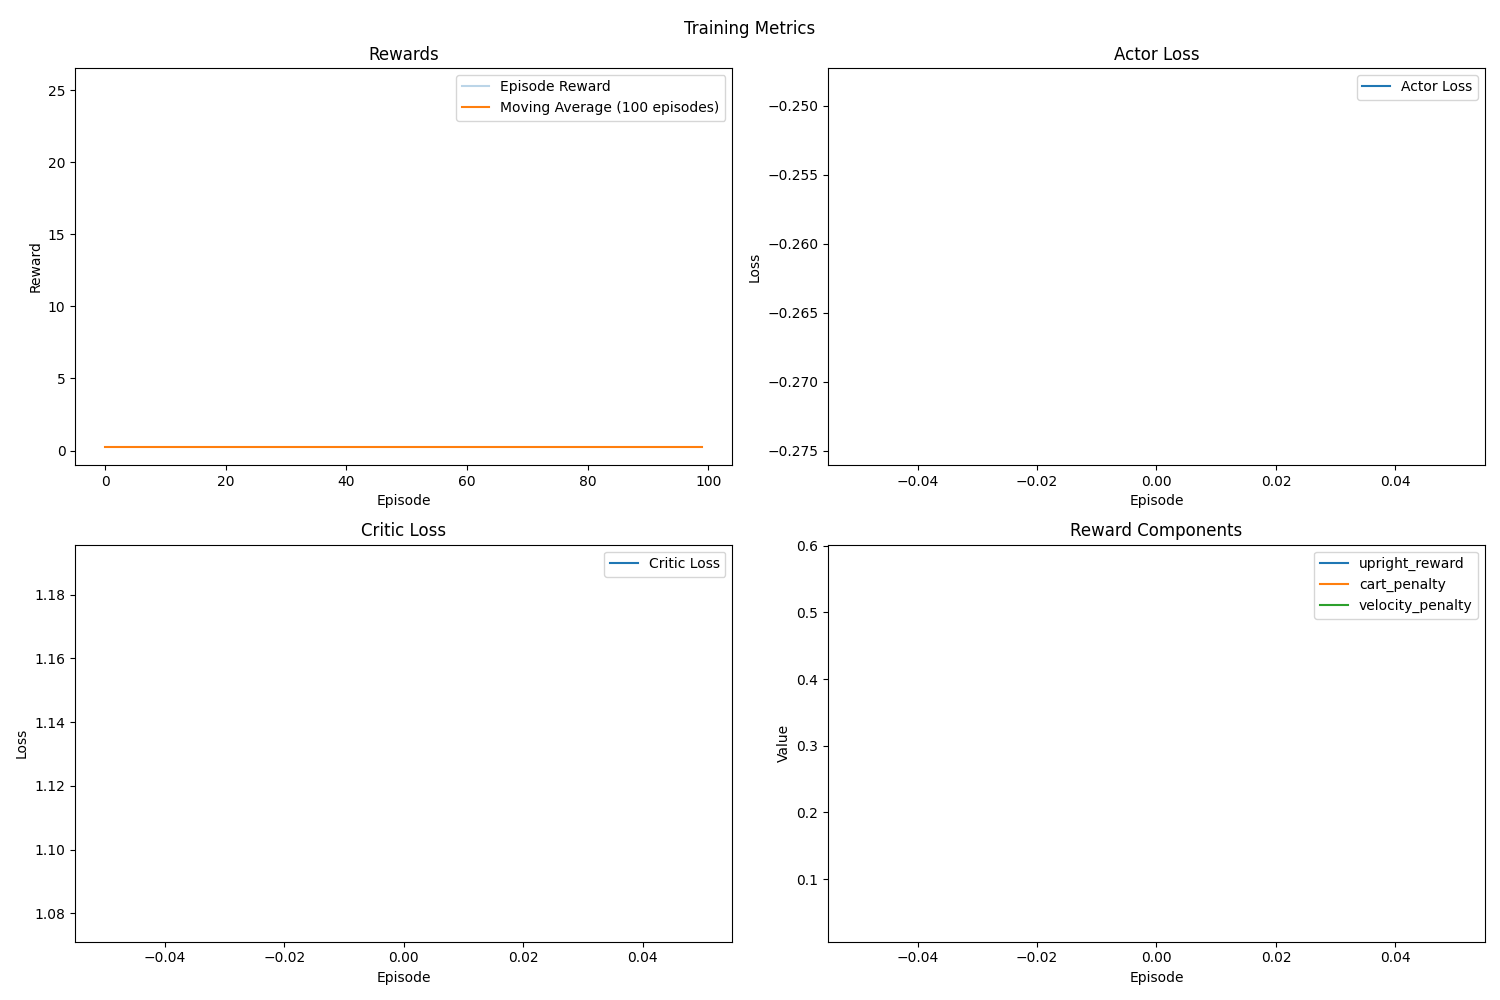 Training Metrics
Rewards
Episode Reward
Moving Average (100 episodes)
25
20
15
10
5
0
Reward
0 20 40 60 80 100
Episode
Actor Loss
Actor Loss
−0.250
−0.255
−0.260
−0.265
−0.270
−0.275
Loss
−0.04 −0.02 0.00 0.02 0.04
Episode
Critic Loss
Critic Loss
1.18
1.16
1.14
1.12
1.10
1.08
Loss
−0.04 −0.02 0.00 0.02 0.04
Episode
Reward Components
upright_reward
cart_penalty
velocity_penalty
0.6
0.5
0.4
0.3
0.2
0.1
Value
−0.04 −0.02 0.00 0.02 0.04
Episode